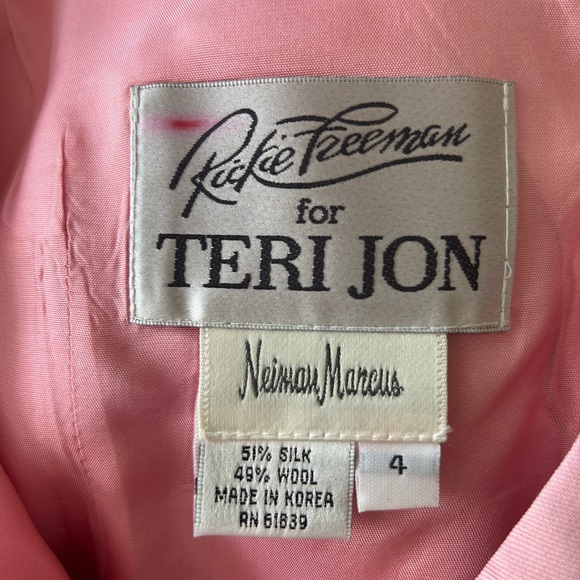 Rickie Freeman
for
TERI JON
Neiman Marcus
51% SILK
49% WOOL
MADE IN KOREA
RN 61639
4